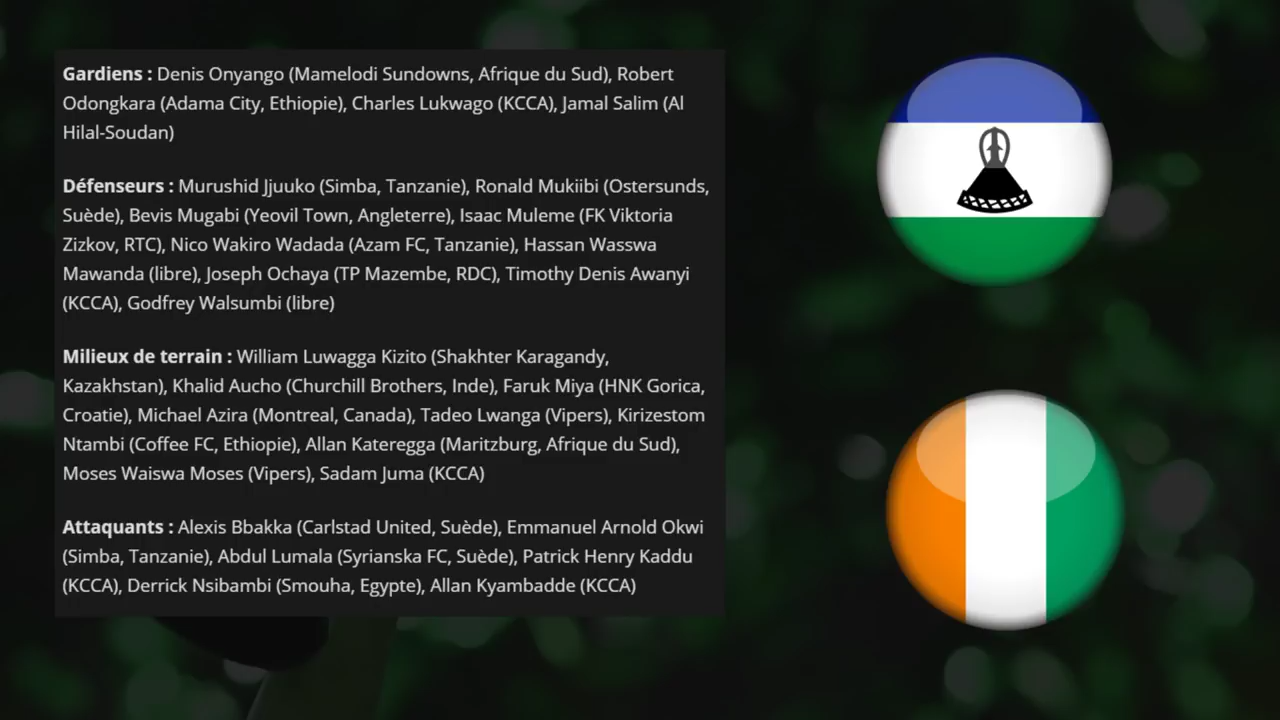 Gardiens : Denis Onyango (Mamelodi Sundowns, Afrique du Sud), Robert
Odongkara (Adama City, Ethiopie), Charles Lukwago (KCCA), Jamal Salim (Al
Hilal-Soudan)
Défenseurs : Murushid Jjuuko (Simba, Tanzanie), Ronald Mukiibi (Ostersunds,
Suède), Bevis Mugabi (Yeovil Town, Angleterre), Isaac Muleme (FK Viktoria
Zizkov, RTC), Nico Wakiro Wadada (Azam FC, Tanzanie), Hassan Wasswa
Mawanda (libre), Joseph Ochaya (TP Mazembe, RDC), Timothy Denis Awanyi
(KCCA), Godfrey Walsumbi (libre)
Milieux de terrain : William Luwagga Kizito (Shakhter Karagandy,
Kazakhstan), Khalid Aucho (Churchill Brothers, Inde), Faruk Miya (HNK Gorica,
Croatie), Michael Azira (Montreal, Canada), Tadeo Lwanga (Vipers), Kirizestom
Ntambi (Coffee FC, Ethiopie), Allan Kateregga (Maritzburg, Afrique du Sud),
Moses Waiswa Moses (Vipers), Sadam Juma (KCCA)
Attaquants : Alexis Bbakka (Carlstad United, Suède), Emmanuel Arnold Okwi
(Simba, Tanzanie), Abdul Lumala (Syrianska FC, Suède), Patrick Henry Kaddu
(KCCA), Derrick Nsibambi (Smouha, Egypte), Allan Kyambadde (KCCA)